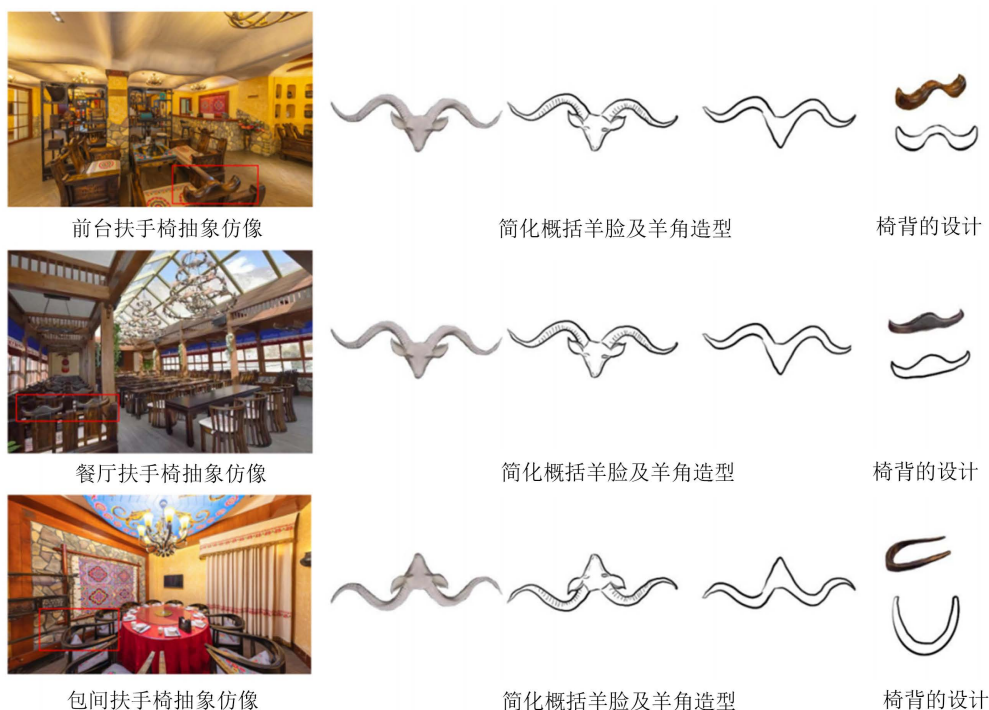 前台扶手椅抽象仿像
简化概括羊脸及羊角造型
椅背的设计
餐厅扶手椅抽象仿像
简化概括羊脸及羊角造型
椅背的设计
包间扶手椅抽象仿像
简化概括羊脸及羊角造型
椅背的设计